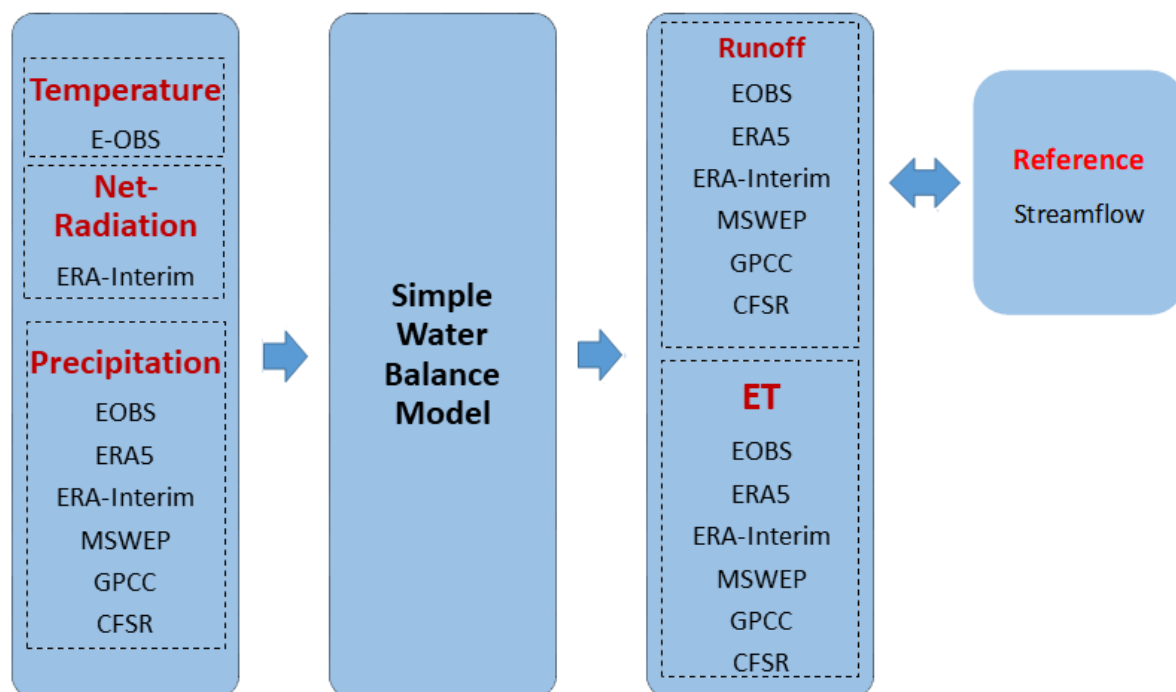 Temperature
E-OBS
Net-
Radiation
ERA-Interim
Precipitation
EOBS
ERA5
ERA-Interim
MSWEP
GPCC
CFSR
Simple
Water
Balance
Model
Runoff
EOBS
ERA5
ERA-Interim
MSWEP
GPCC
CFSR
ET
EOBS
ERA5
ERA-Interim
MSWEP
GPCC
CFSR
Reference
Streamflow